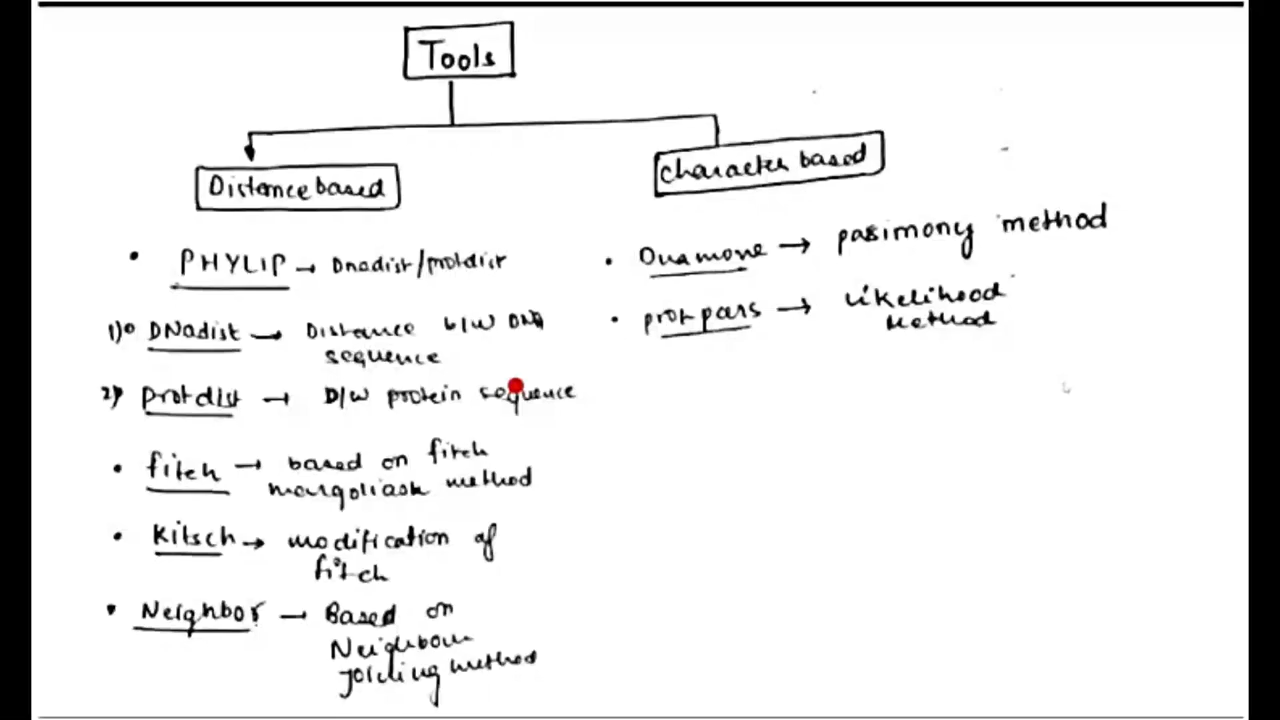 Tools
Distance based
character based
• PHYLIP → Dnadist/protdist
1) DNadist → Distance b/w DNA
sequence
2) protdist → D/W protein sequence
• fitch → based on fitch
margoliash method
• Kitsch → modification of
fitch
• Neighbor → Based on
Neighbour
joining method
• → pasimony method
• protpars → Likelihood
Method